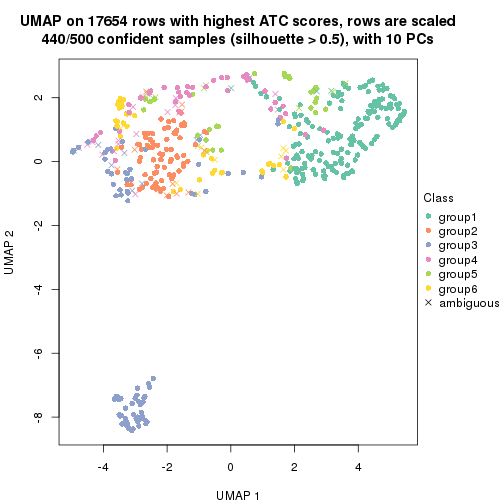 UMAP on 17654 rows with highest ATC scores, rows are scaled
440/500 confident samples (silhouette > 0.5), with 10 PCs
2
0
-2
-4
-6
-8
UMAP 2
-4
-2
0
2
4
UMAP 1
Class
group1
group2
group3
group4
group5
group6
ambiguous